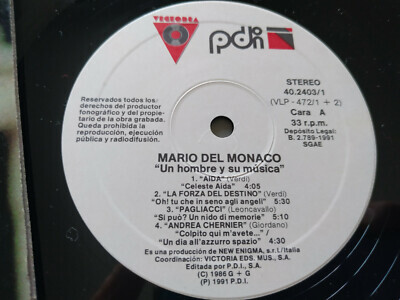 VICTORIA
pdi
STEREO
40.2403/1
(VLP - 472/1 + 2)
Cara A
33 r.p.m.
Depósito Legal:
B. 2.789-1991
SGAE
Reservados todos los
derechos del productor
fonográfico y del propie-
tario de la obra grabada.
Queda prohibida la
reproducción, ejecución
pública y radiodifusión.
MARIO DEL MONACO
"Un hombre y su música"
1. "AIDA" (Verdi)
"Celeste Aida" 4:05
2. "LA FORZA DEL DESTINO" (Verdi)
"Oh! tu che in seno agli angeli" 5:30
3. "PAGLIACCI" (Leoncavallo)
"Si può? Un nido di memorie" 4:10
4. "ANDREA CHERNIER" (Giordano)
"Colpito qui m'avete..." /
"Un dia all'azzurro spazio" 4:30
Es una producción de NEW ENIGMA, s.r.l./Italia
Coordinación: VICTORIA EDS. MUS., S.A.
Editada por P.D.I., S.A.
(C) 1986 G + G
(P) 1991 P.D.I.